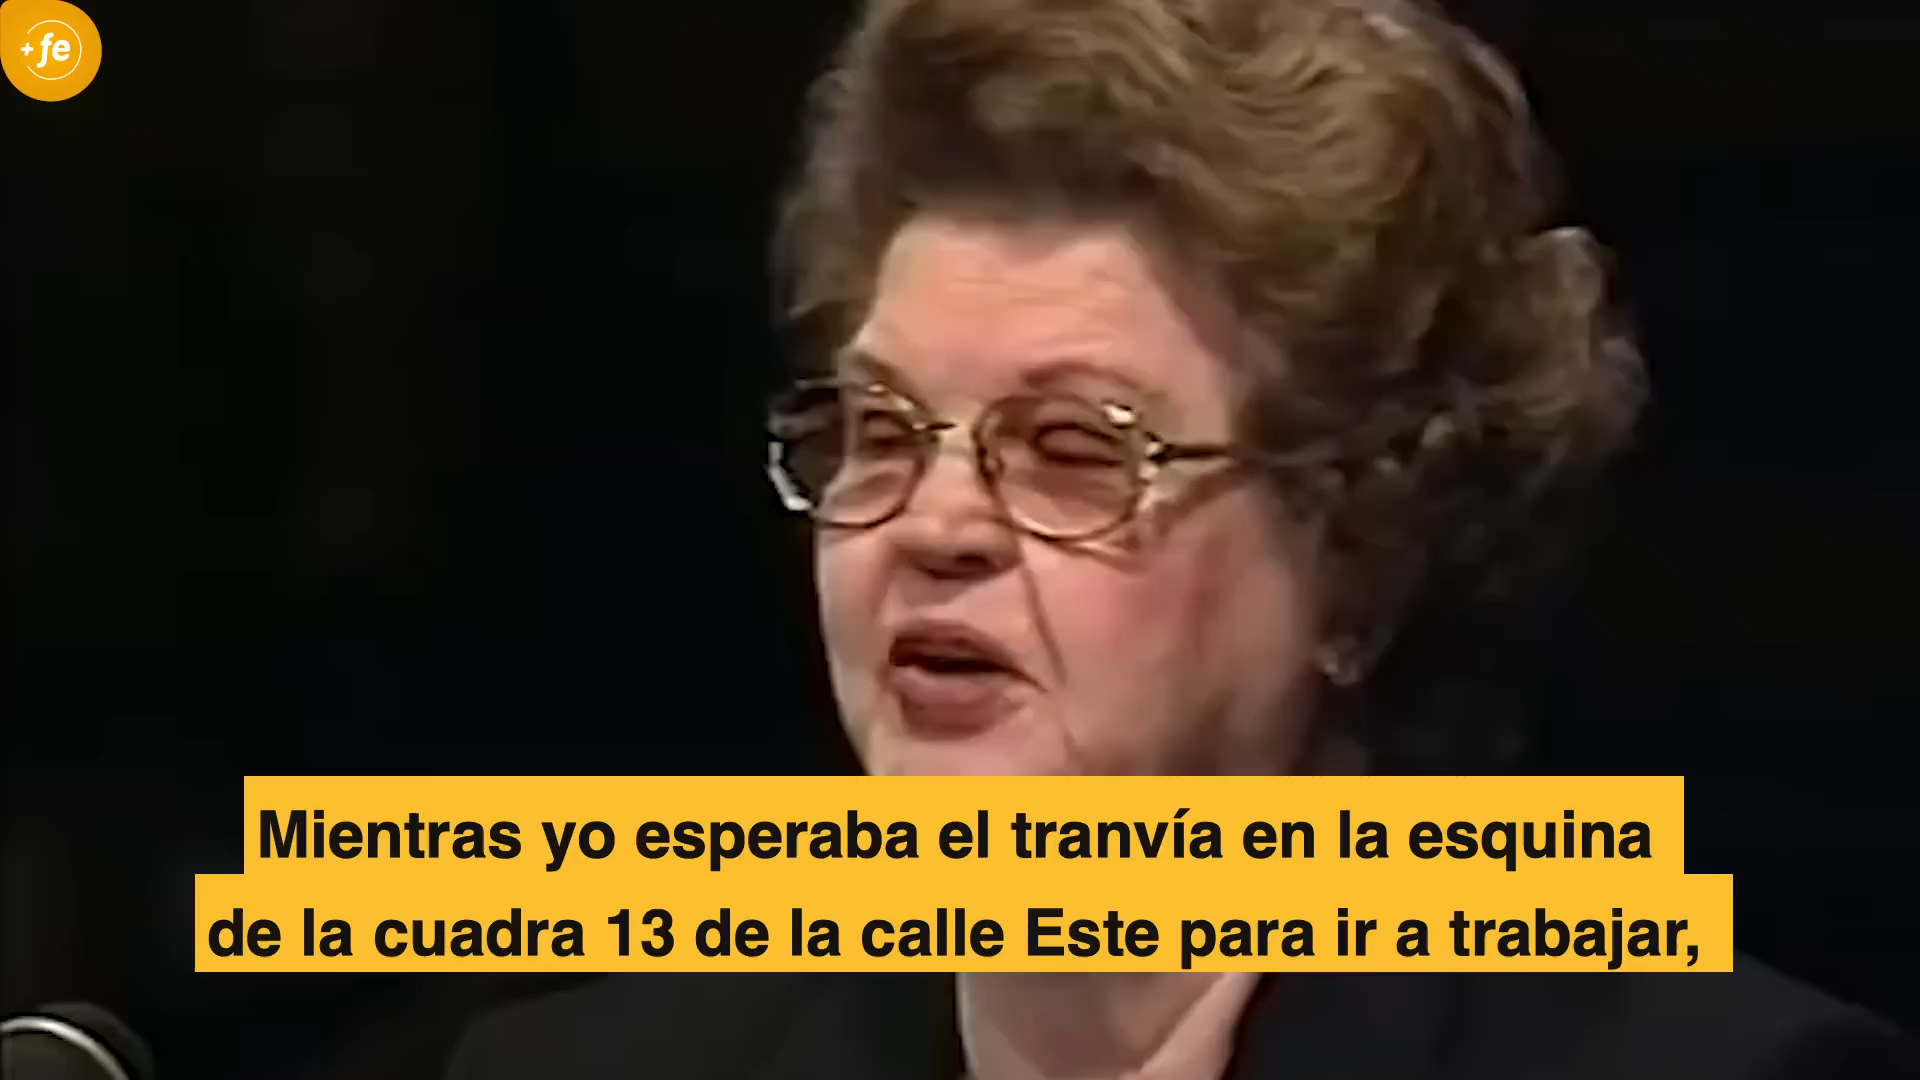 +fe
Mientras yo esperaba el tranvía en la esquina
de la cuadra 13 de la calle Este para ir a trabajar,